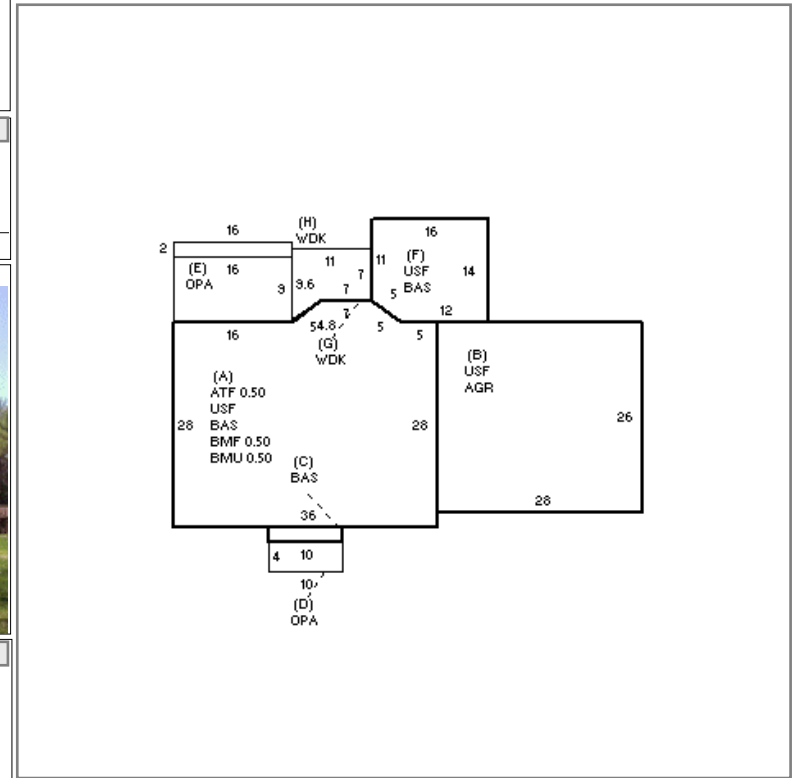 16
(H)
WDK
2
16
11
11
16
(E)
OPA
16
7
(F)
USF
BAS
14
9
9.6
7
5
12
16
54.8
5
5
(G)
WDK
(B)
USF
AGR
(A)
ATF 0.50
USF
BAS
BMF 0.50
BMU 0.50
28
28
26
(C)
BAS
36
28
4
10
10
(D)
OPA